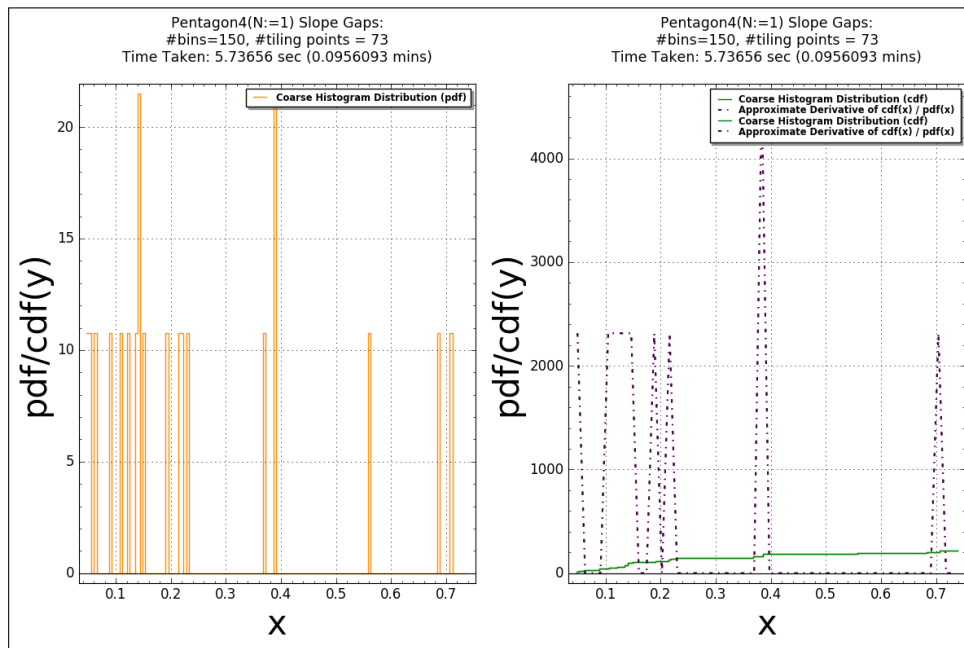 Pentagon4(N:=1) Slope Gaps:
#bins=150, #tiling points = 73
Time Taken: 5.73656 sec (0.0956093 mins)
Coarse Histogram Distribution (pdf)
20
15
10
5
0
0.1 0.2 0.3 0.4 0.5 0.6 0.7
pdf/cdf(y)
x
Pentagon4(N:=1) Slope Gaps:
#bins=150, #tiling points = 73
Time Taken: 5.73656 sec (0.0956093 mins)
Coarse Histogram Distribution (cdf)
Approximate Derivative of cdf(x) / pdf(x)
Coarse Histogram Distribution (cdf)
Approximate Derivative of cdf(x) / pdf(x)
4000
3000
2000
1000
0
0.1 0.2 0.3 0.4 0.5 0.6 0.7
pdf/cdf(y)
x